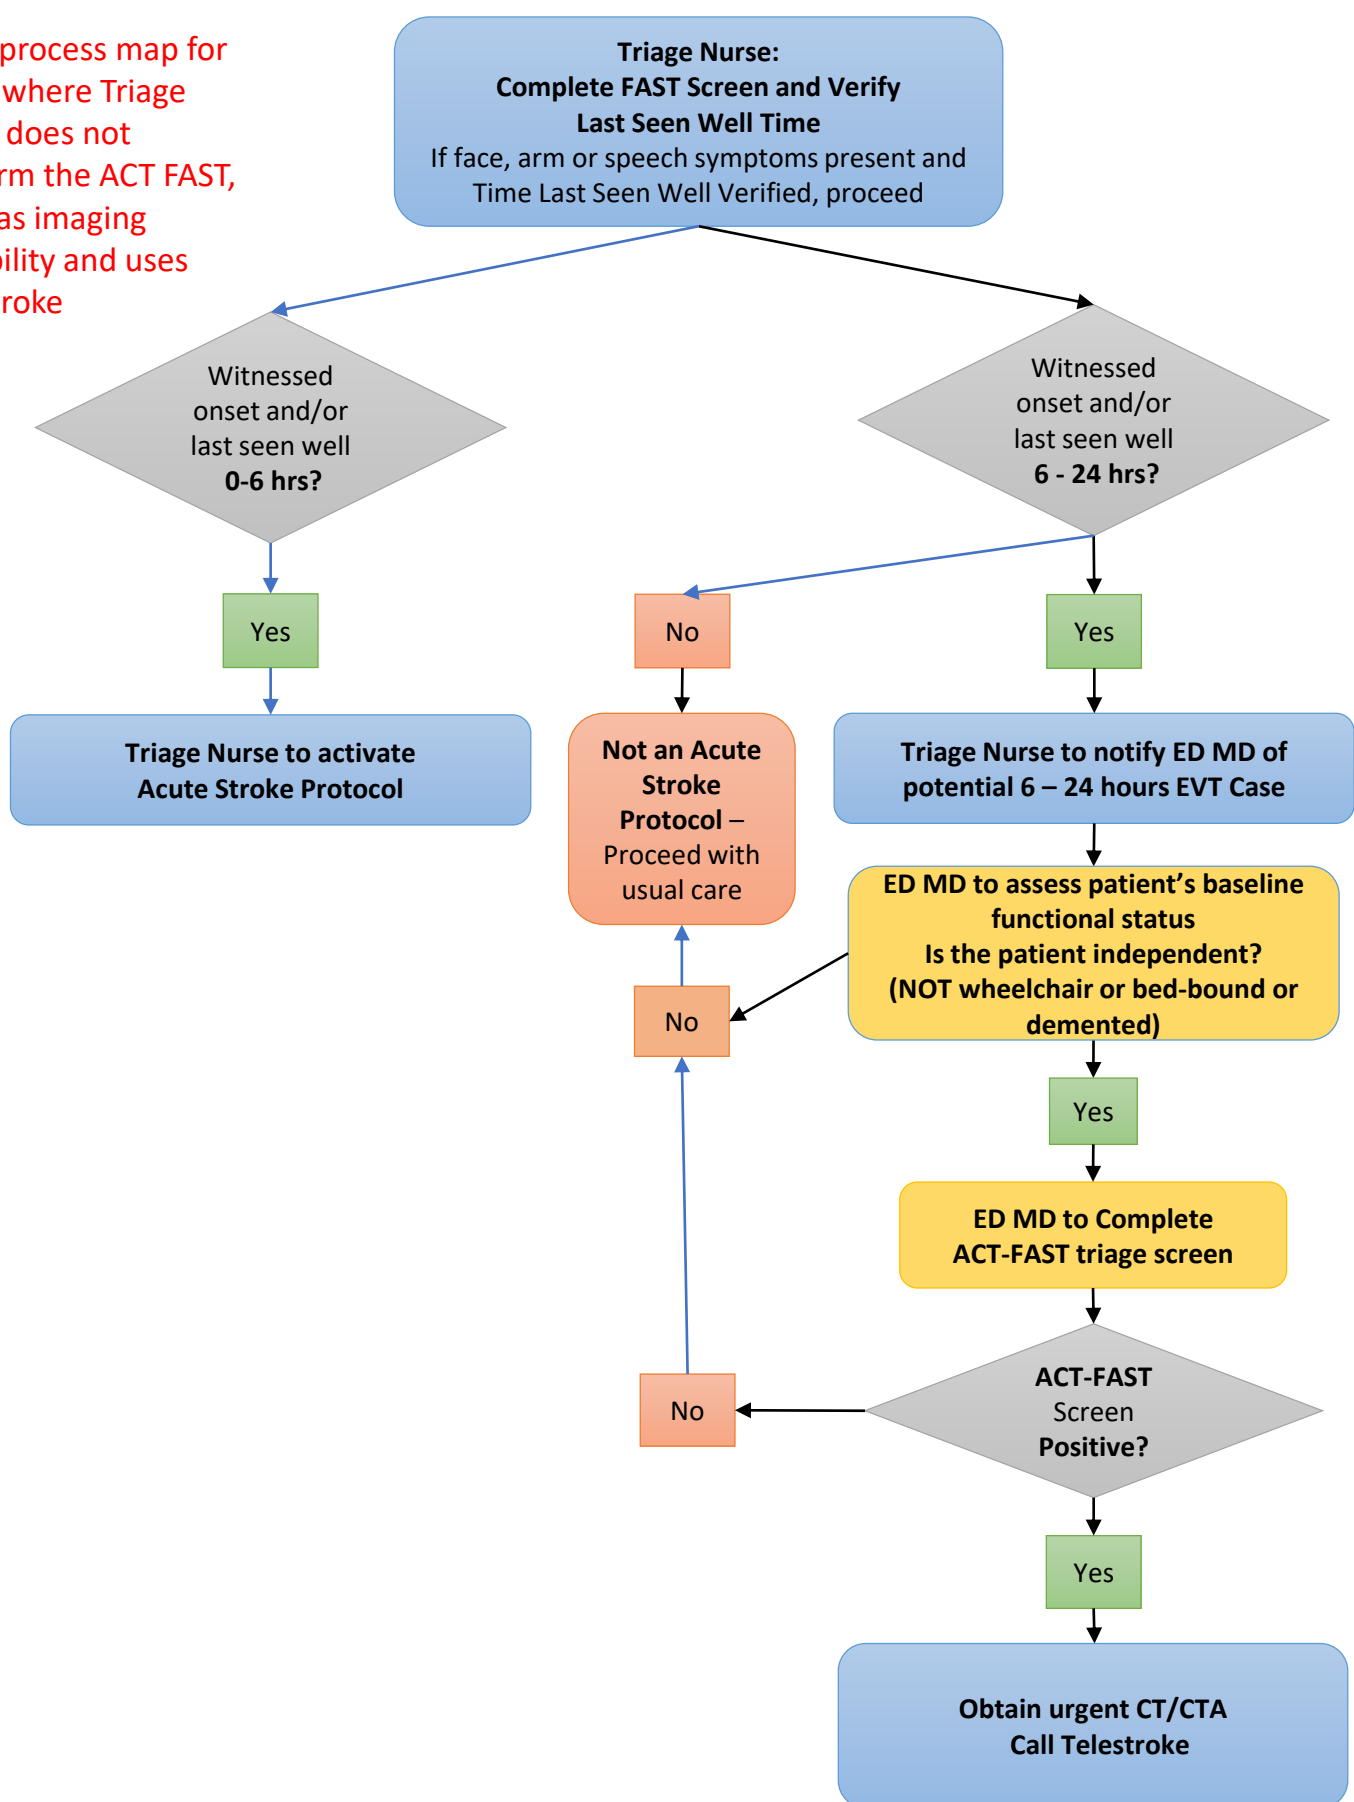 process map for
where Triage
does not
rm the ACT FAST,
as imaging
bility and uses
roke
Triage Nurse:
Complete FAST Screen and Verify
Last Seen Well Time
If face, arm or speech symptoms present and
Time Last Seen Well Verified, proceed
Witnessed
onset and/or
last seen well
0-6 hrs?
Witnessed
onset and/or
last seen well
6 - 24 hrs?
Yes
No
Yes
Triage Nurse to activate
Acute Stroke Protocol
Not an Acute
Stroke
Protocol –
Proceed with
usual care
Triage Nurse to notify ED MD of
potential 6 – 24 hours EVT Case
ED MD to assess patient’s baseline
functional status
Is the patient independent?
(NOT wheelchair or bed-bound or
demented)
No
Yes
ED MD to Complete
ACT-FAST triage screen
ACT-FAST
Screen
Positive?
No
Yes
Obtain urgent CT/CTA
Call Telestroke